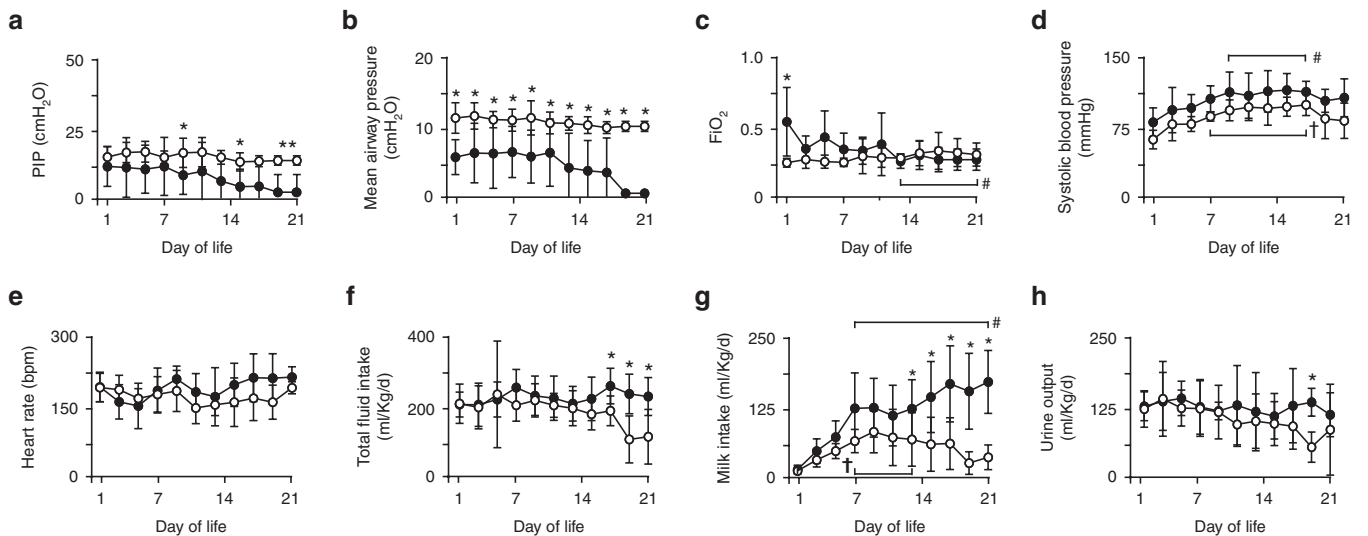 a
PIP (cmH2O)
50
25
0
*
*
**
1 7 14 21
Day of life
b
Mean airway pressure
(cmH2O)
20
10
0
* * * * * * * * * * *
1 7 14 21
Day of life
c
FiO2
1.0
0.5
0
*
#
1 7 14 21
Day of life
d
Systolic blood pressure
(mmHg)
150
75
0
#
†
1 7 14 21
Day of life
e
Heart rate (bpm)
300
150
0
1 7 14 21
Day of life
f
Total fluid intake
(ml/Kg/d)
400
200
0
* * *
1 7 14 21
Day of life
g
Milk intake (ml/Kg/d)
250
125
0
#
* * * * *
†
1 7 14 21
Day of life
h
Urine output
(ml/Kg/d)
250
125
0
*
1 7 14 21
Day of life